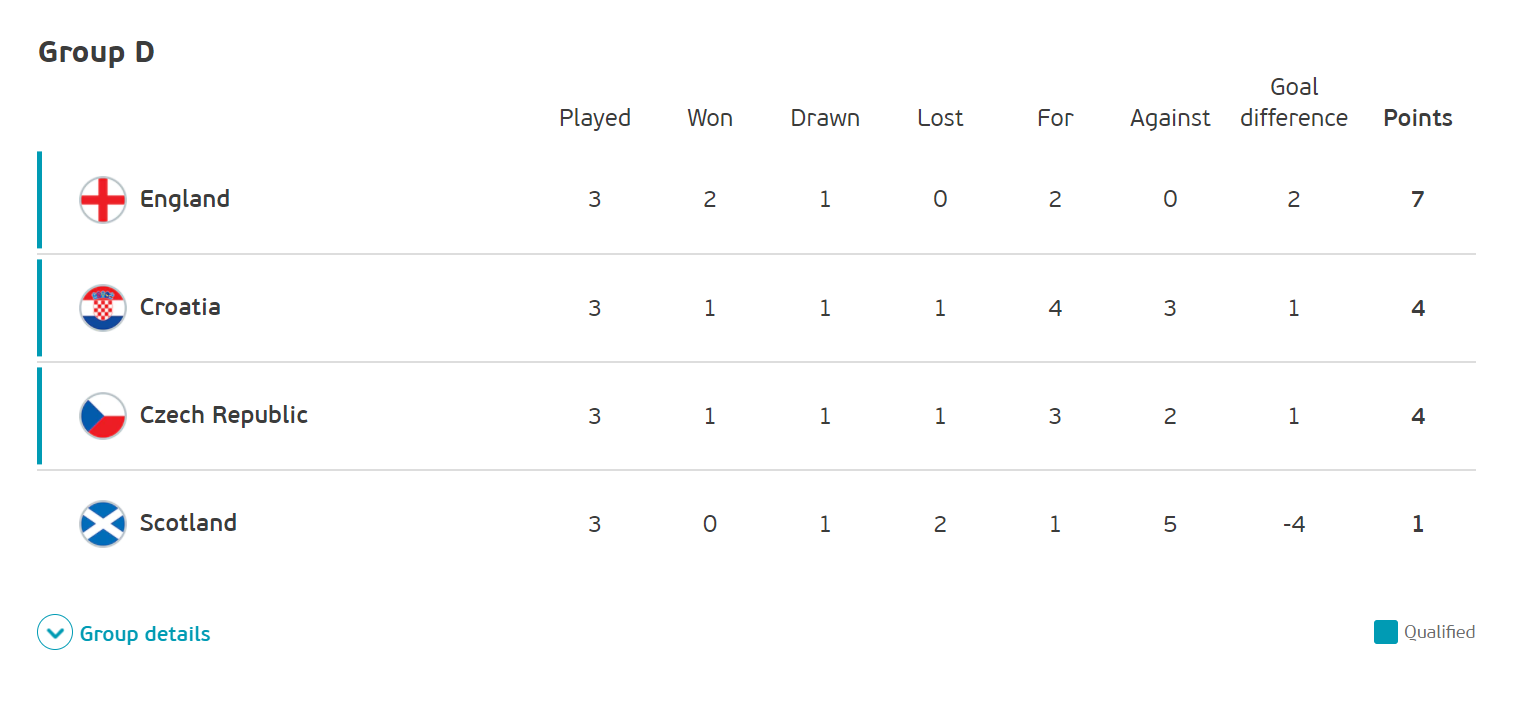 Group D
Played Won Drawn Lost For Against Goal difference Points
England 3 2 1 0 2 0 2 7
Croatia 3 1 1 1 4 3 1 4
Czech Republic 3 1 1 1 3 2 1 4
Scotland 3 0 1 2 1 5 -4 1
Group details Qualified